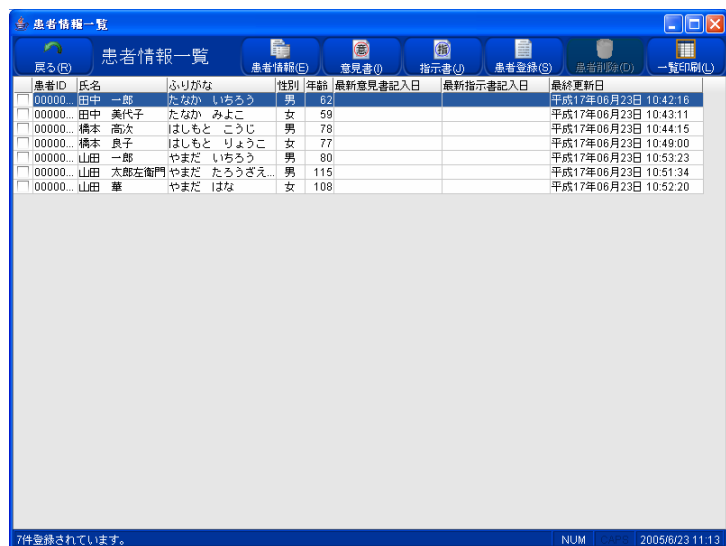 患者情報一覧
戻る(R) 患者情報一覧 患者情報(E) 意 意見書(I) 指 指示書(J) 患者登録(S) 患者削除(D) 一覧印刷(L)
患者ID 氏名 ふりがな 性別 年齢 最新意見書記入日 最新指示書記入日 最終更新日
00000... 田中 一郎 たなか いちろう 男 62 平成17年06月23日 10:42:16
00000... 田中 美代子 たなか みよこ 女 59 平成17年06月23日 10:43:11
00000... 橋本 高次 はしもと こうじ 男 78 平成17年06月23日 10:44:15
00000... 橋本 良子 はしもと りょうこ 女 77 平成17年06月23日 10:49:00
00000... 山田 一郎 やまだ いちろう 男 80 平成17年06月23日 10:53:23
00000... 山田 太郎左衛門 やまだ たろうざえ... 男 115 平成17年06月23日 10:51:34
00000... 山田 華 やまだ はな 女 108 平成17年06月23日 10:52:20
7件登録されています。 NUM CAPS 2005/6/23 11:13